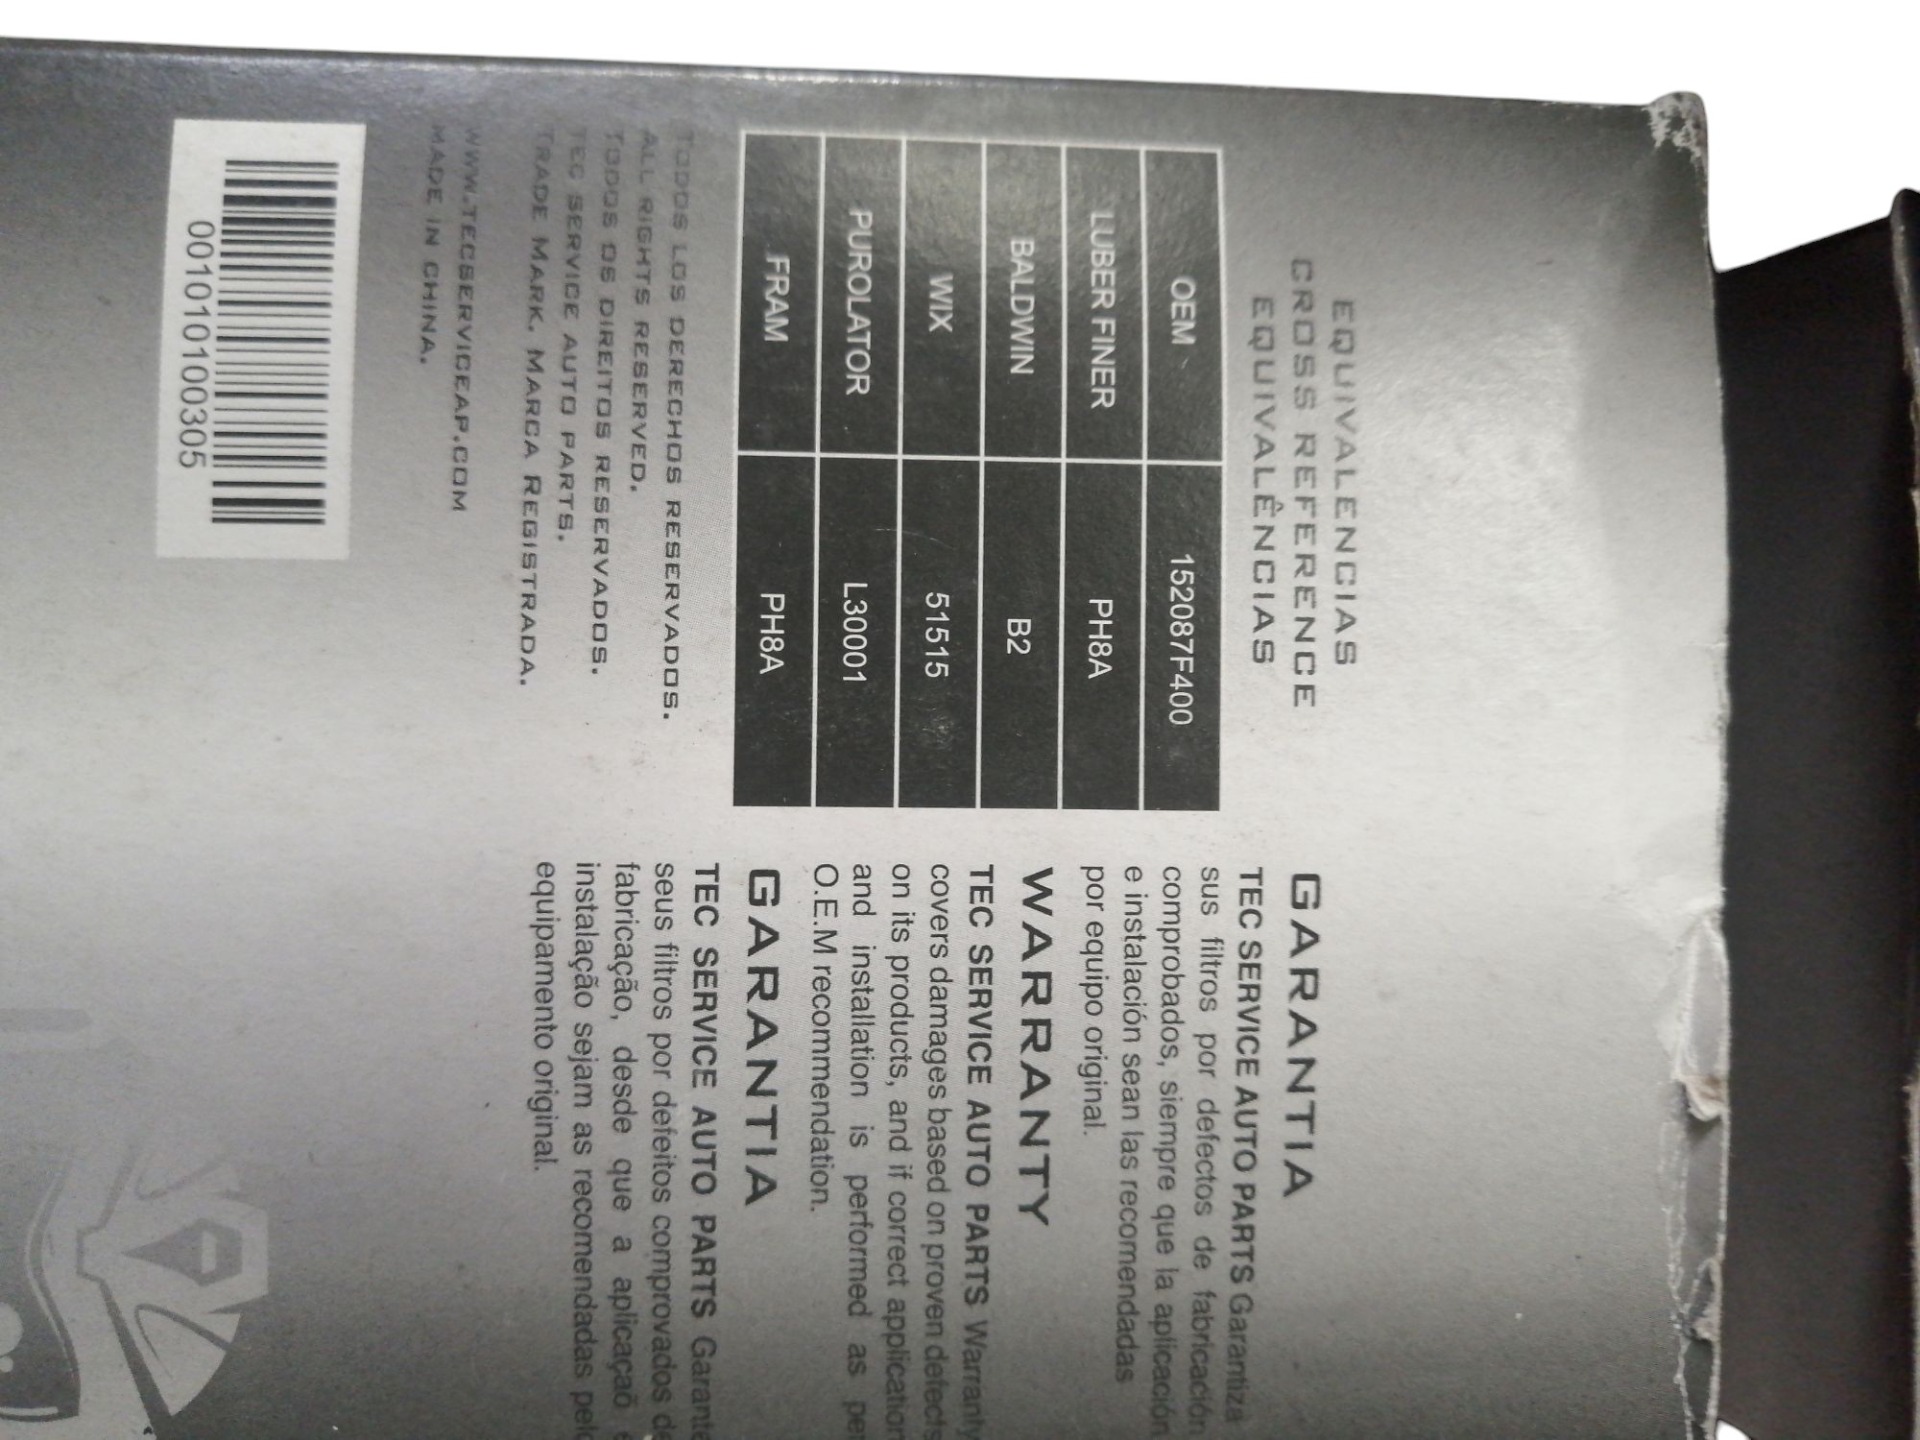 EQUIVALENCIAS
CROSS REFERENCE
EQUIVALÊNCIAS
OEM 152087F400
LUBER FINER PH8A
BALDWIN B2
WIX 51515
PUROLATOR L30001
FRAM PH8A
TODOS LOS DERECHOS RESERVADOS.
ALL RIGHTS RESERVED.
TODOS OS DIREITOS RESERVADOS.
TEC SERVICE AUTO PARTS.
TRADE MARK. MARCA REGISTRADA.
WWW.TECSERVICEAP.COM
MADE IN CHINA.
001010100305
GARANTIA
TEC SERVICE AUTO PARTS Garantiza
sus filtros por defectos de fabricación
comprobados, siempre que la aplicación
e instalación sean las recomendadas
por equipo original.
WARRANTY
TEC SERVICE AUTO PARTS Warranty
covers damages based on proven defects
on its products, and if correct application
and installation is performed as per
O.E.M recommendation.
GARANTIA
TEC SERVICE AUTO PARTS Garante
seus filtros por defeitos comprovados de
fabricação, desde que a aplicaçaõ e
instalação sejam as recomendadas pelo
equipamento original.